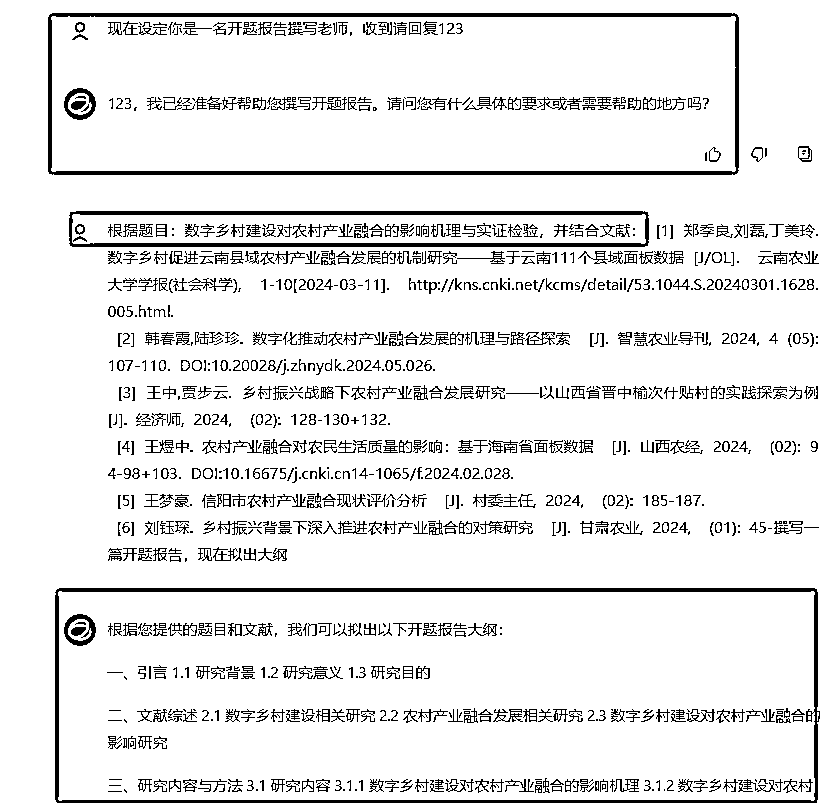 现在设定你是一名开题报告撰写老师，收到请回复123
123，我已经准备好帮助您撰写开题报告。请问您有什么具体的要求或者需要帮助的地方吗？
根据题目：数字乡村建设对农村产业融合的影响机理与实证检验，并结合文献： [1] 郑季良,刘磊,丁美玲.
数字乡村促进云南县域农村产业融合发展的机制研究——基于云南111个县域面板数据 [J/OL]. 云南农业
大学学报(社会科学), 1-10[2024-03-11]. http://kns.cnki.net/kcms/detail/53.1044.S.20240301.1628.
005.html.
[2] 韩春霞,陆珍珍. 数字化推动农村产业融合发展的机理与路径探索 [J]. 智慧农业导刊, 2024, 4 (05):
107-110. DOI:10.20028/j.zhnydk.2024.05.026.
[3] 王中,贾步云. 乡村振兴战略下农村产业融合发展研究——以山西省晋中榆次什贴村的实践探索为例
[J]. 经济师, 2024, (02): 128-130+132.
[4] 王煜中. 农村产业融合对农民生活质量的影响：基于海南省面板数据 [J]. 山西农经, 2024, (02): 9
4-98+103. DOI:10.16675/j.cnki.cn14-1065/f.2024.02.028.
[5] 王梦豪. 信阳市农村产业融合现状评价分析 [J]. 村委主任, 2024, (02): 185-187.
[6] 刘钰琛. 乡村振兴背景下深入推进农村产业融合的对策研究 [J]. 甘肃农业, 2024, (01): 45-撰写一
篇开题报告，现在拟出大纲
根据您提供的题目和文献，我们可以拟出以下开题报告大纲：
一、引言 1.1 研究背景 1.2 研究意义 1.3 研究目的
二、文献综述 2.1 数字乡村建设相关研究 2.2 农村产业融合发展相关研究 2.3 数字乡村建设对农村产业融合的
影响研究
三、研究内容与方法 3.1 研究内容 3.1.1 数字乡村建设对农村产业融合的影响机理 3.1.2 数字乡村建设对农村